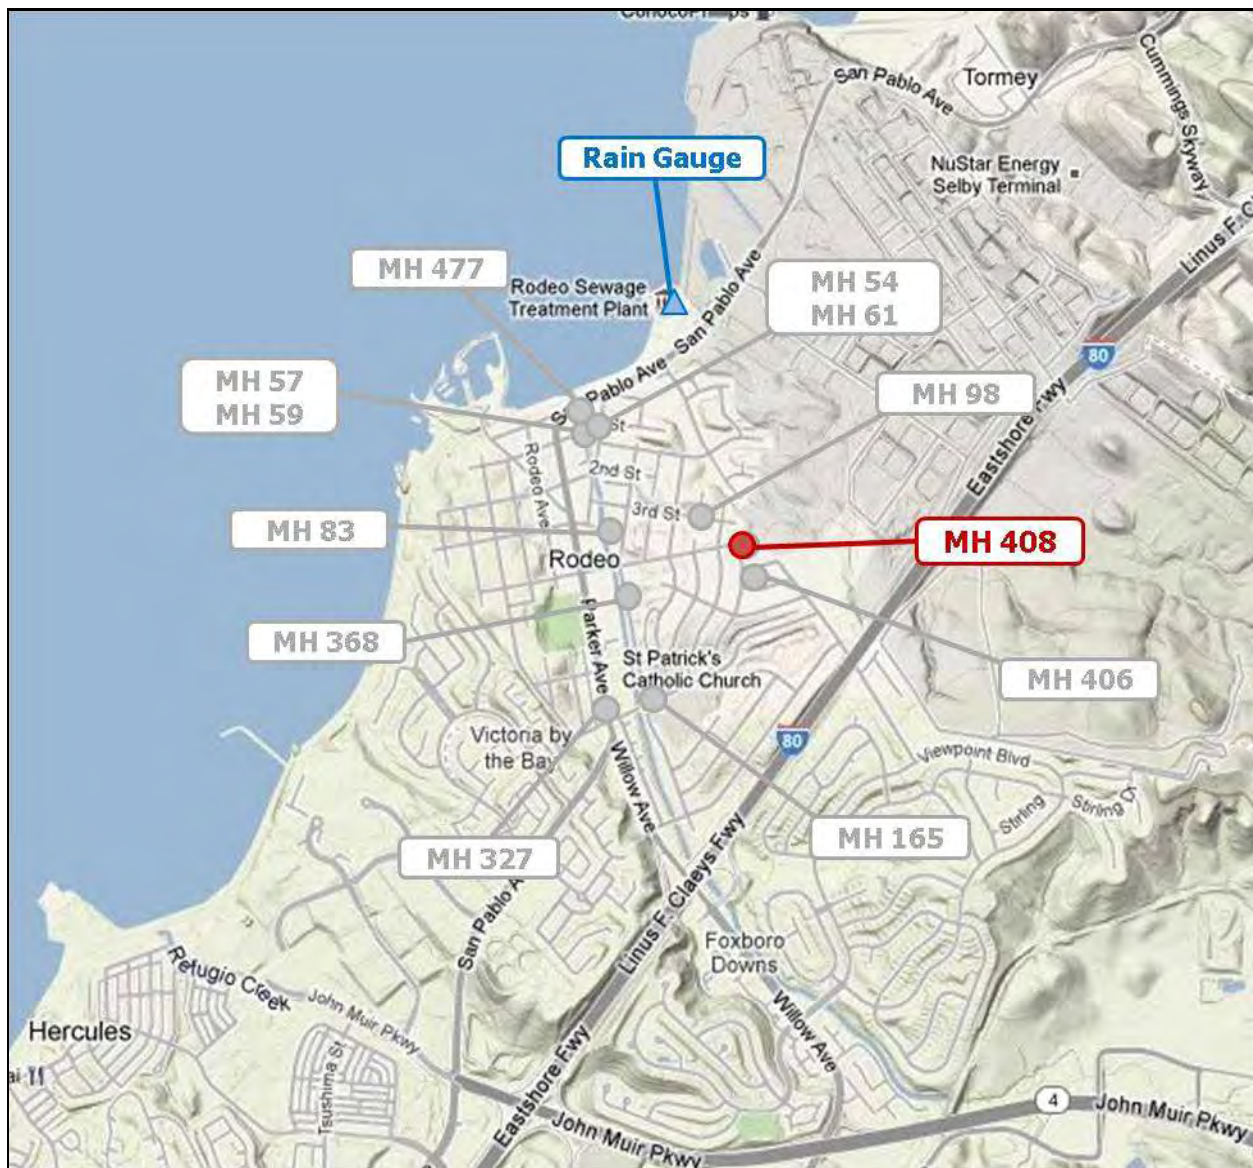 ConocoPhillips
San Pablo Ave
Tormey
Cummings Skyway
Rain Gauge
NuStar Energy
Selby Terminal
Linus F. C
MH 477
Rodeo Sewage
Treatment Plant
San Pablo Ave
MH 54
MH 61
80
MH 57
MH 59
Pablo Ave
St
MH 98
Eastshore Fwy
Rodeo Ave
2nd St
3rd St
MH 83
Rodeo
MH 408
Parker Ave
MH 368
St Patrick's
Catholic Church
MH 406
Victoria by
the Bay
80
Viewpoint Blvd
Willow Ave
Stirling
Stirling Dr
MH 327
MH 165
Linus F. Claeys Fwy
San Pablo A
Foxboro
Downs
Refugio Creek
John Muir Pkwy
Willow Ave
Hercules
Tsushima St
Eastshore Fwy
4
John Muir Pkwy
John Muir Pkwy